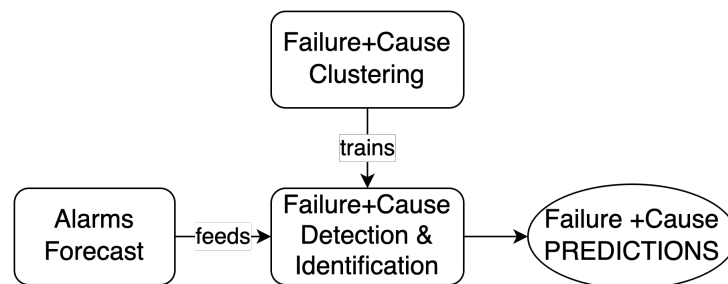 Failure+Cause
Clustering
trains
Alarms
Forecast
feeds
Failure+Cause
Detection &
Identification
Failure +Cause
PREDICTIONS